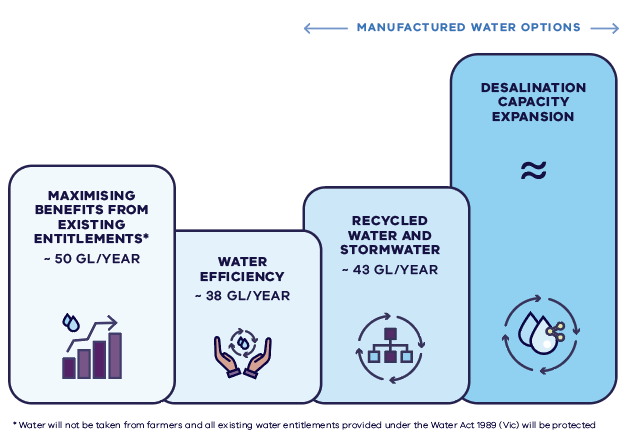 MANUFACTURED WATER OPTIONS
DESALINATION
CAPACITY
EXPANSION
≈
MAXIMISING
BENEFITS FROM
EXISTING
ENTITLEMENTS*
~ 50 GL/YEAR
WATER
EFFICIENCY
~ 38 GL/YEAR
RECYCLED
WATER AND
STORMWATER
~ 43 GL/YEAR
* Water will not be taken from farmers and all existing water entitlements provided under the Water Act 1989 (Vic) will be protected